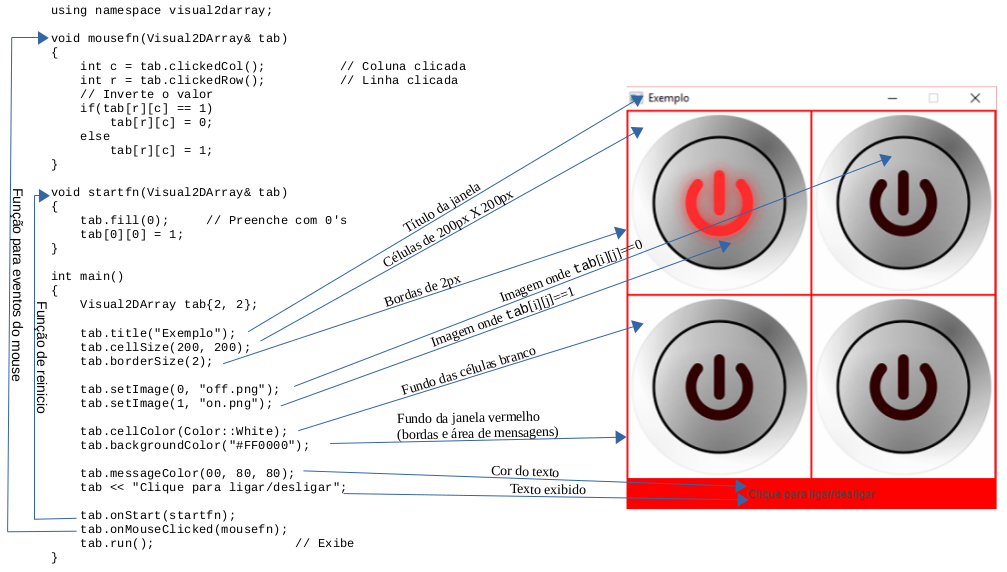 using namespace visual2darray;
void mousefn(Visual2DArray& tab)
{
int c = tab.clickedCol(); // Coluna clicada
int r = tab.clickedRow(); // Linha clicada
// Inverte o valor
if(tab[r][c] == 1)
tab[r][c] = 0;
else
tab[r][c] = 1;
}
void startfn(Visual2DArray& tab)
{
tab.fill(0); // Preenche com 0's
tab[0][0] = 1;
}
int main()
{
Visual2DArray tab{2, 2};
tab.title("Exemplo");
tab.cellSize(200, 200);
tab.borderSize(2);
tab.setImage(0, "off.png");
tab.setImage(1, "on.png");
tab.cellColor(Color::White);
tab.backgroundColor("#FF0000");
tab.messageColor(00, 80, 80);
tab << "Clique para ligar/desligar";
tab.onStart(startfn);
tab.onMouseClicked(mousefn);
tab.run(); // Exibe
}
Função para eventos do mouse
Função de reinicio
Título da janela
Células de 200px X 200px
Bordas de 2px
Imagem onde tab[i][j]==0
Imagem onde tab[i][j]==1
Fundo das células branco
Fundo da janela vermelho
(bordas e área de mensagens)
Cor do texto
Texto exibido
Exemplo
Clique para ligar/desligar